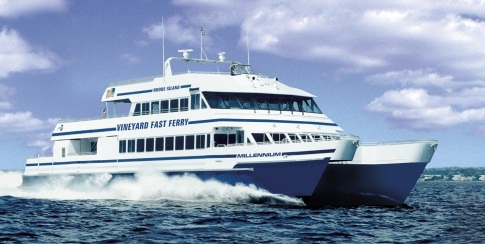 RHODE ISLAND
VINEYARD FAST FERRY
MILLENNIUM